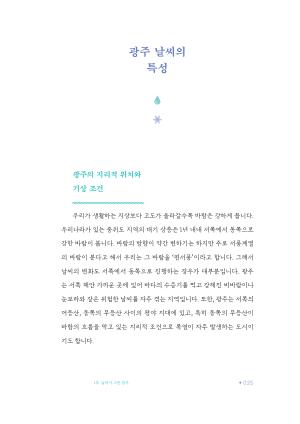 광주 날씨의
특성
광주의 지리적 위치와
기상 조건
우리가 생활하는 지상보다 고도가 올라갈수록 바람은 강하게 붑니다.
우리나라가 있는 중위도 지역의 대기 상층은 1년 내내 서쪽에서 동쪽으로
강한 바람이 붑니다. 바람의 방향이 약간 변하기는 하지만 주로 서풍계열
의 바람이 분다고 해서 우리는 그 바람을 '편서풍'이라고 합니다. 그래서
날씨의 변화도 서쪽에서 동쪽으로 진행하는 경우가 대부분입니다. 광주
는 서쪽 해안 가까운 곳에 있어 바다의 수증기를 먹고 강해진 비바람이나
눈보라와 같은 위험한 날씨를 자주 겪는 지역입니다. 또한, 광주는 서쪽의
어등산, 동쪽의 무등산 사이의 평야 지대에 있고, 특히 동쪽의 무등산이
바람의 흐름을 막고 있는 지리적 조건으로 폭염이 자주 발생하는 도시이
기도 합니다.
025